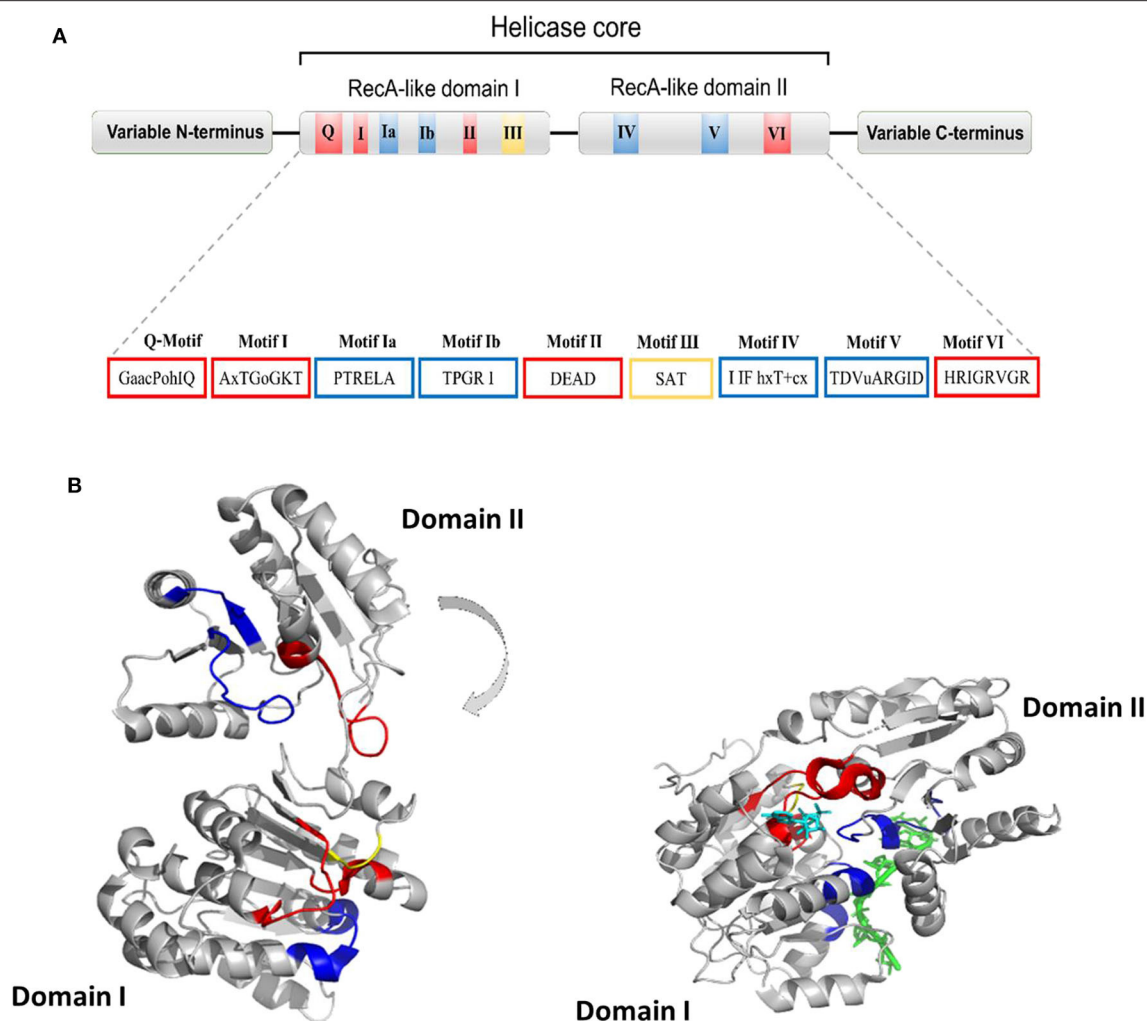 A
Helicase core
RecA-like domain I
RecA-like domain II
Variable N-terminus
Q
I
Ia
Ib
II
III
IV
V
VI
Variable C-terminus
Q-Motif
Motif I
Motif Ia
Motif Ib
Motif II
Motif III
Motif IV
Motif V
Motif VI
GaacPohIQ
AxTGoGKT
PTRELA
TPGR 1
DEAD
SAT
I IF hxT+cx
TDVuARGID
HRIGRVGR
B
Domain II
Domain II
Domain I
Domain I